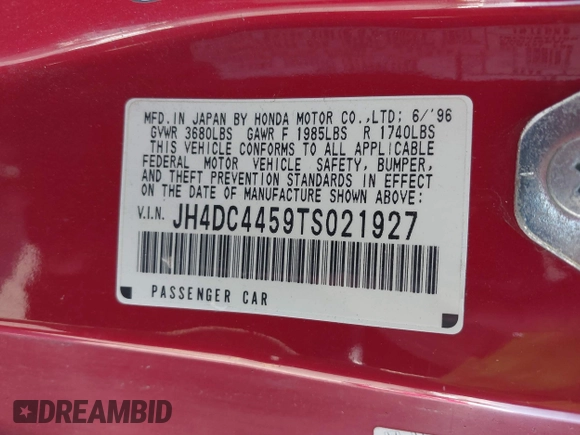 MFD. IN JAPAN BY HONDA MOTOR CO.,LTD; 6/'96
GVWR 3680LBS GAWR F 1985LBS R 1740LBS
THIS VEHICLE CONFORMS TO ALL APPLICABLE
FEDERAL MOTOR VEHICLE SAFETY, BUMPER,
AND THEFT PREVENTION STANDARDS IN EFFECT
ON THE DATE OF MANUFACTURE SHOWN ABOVE:
V.I.N. JH4DC4459TS021927
PASSENGER CAR
DREAMBID